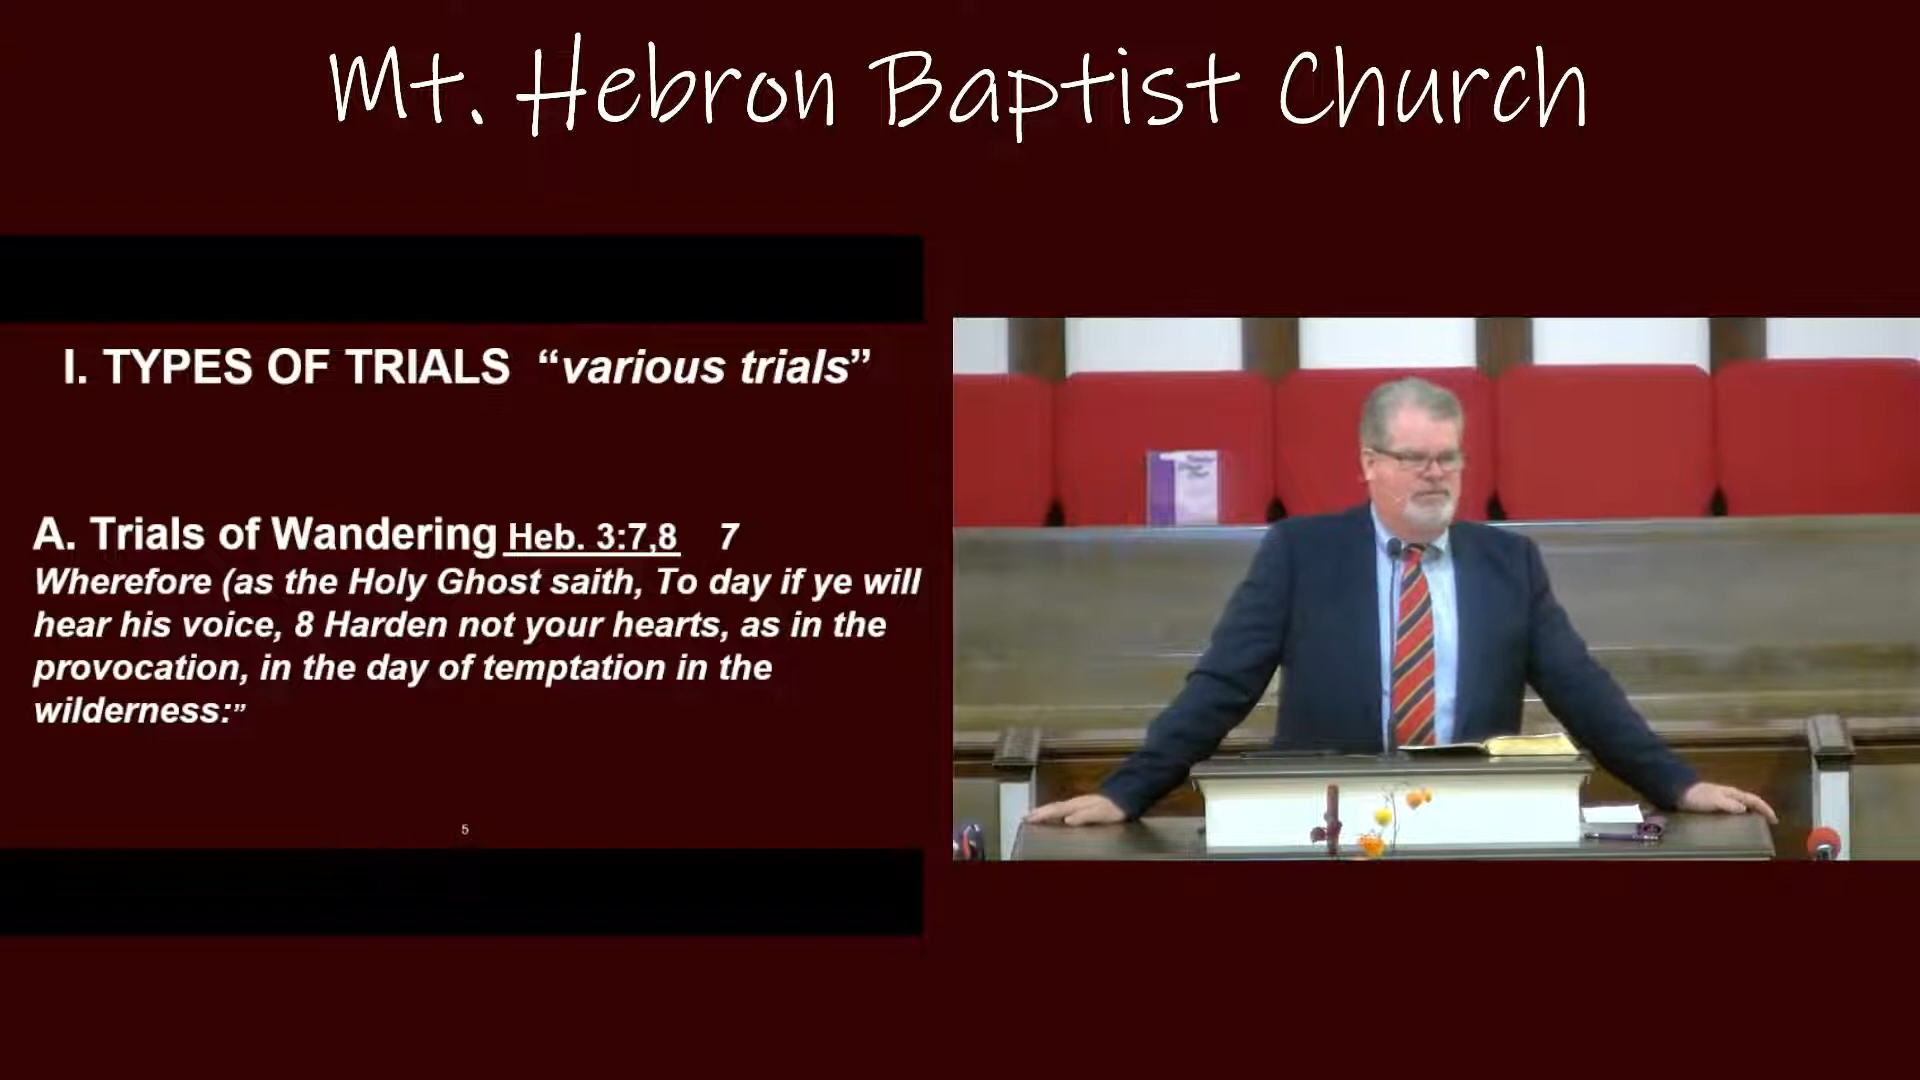 Mt. Hebron Baptist Church
I. TYPES OF TRIALS “various trials”
A. Trials of Wandering Heb. 3:7,8 7
Wherefore (as the Holy Ghost saith, To day if ye will
hear his voice, 8 Harden not your hearts, as in the
provocation, in the day of temptation in the
wilderness:”
5